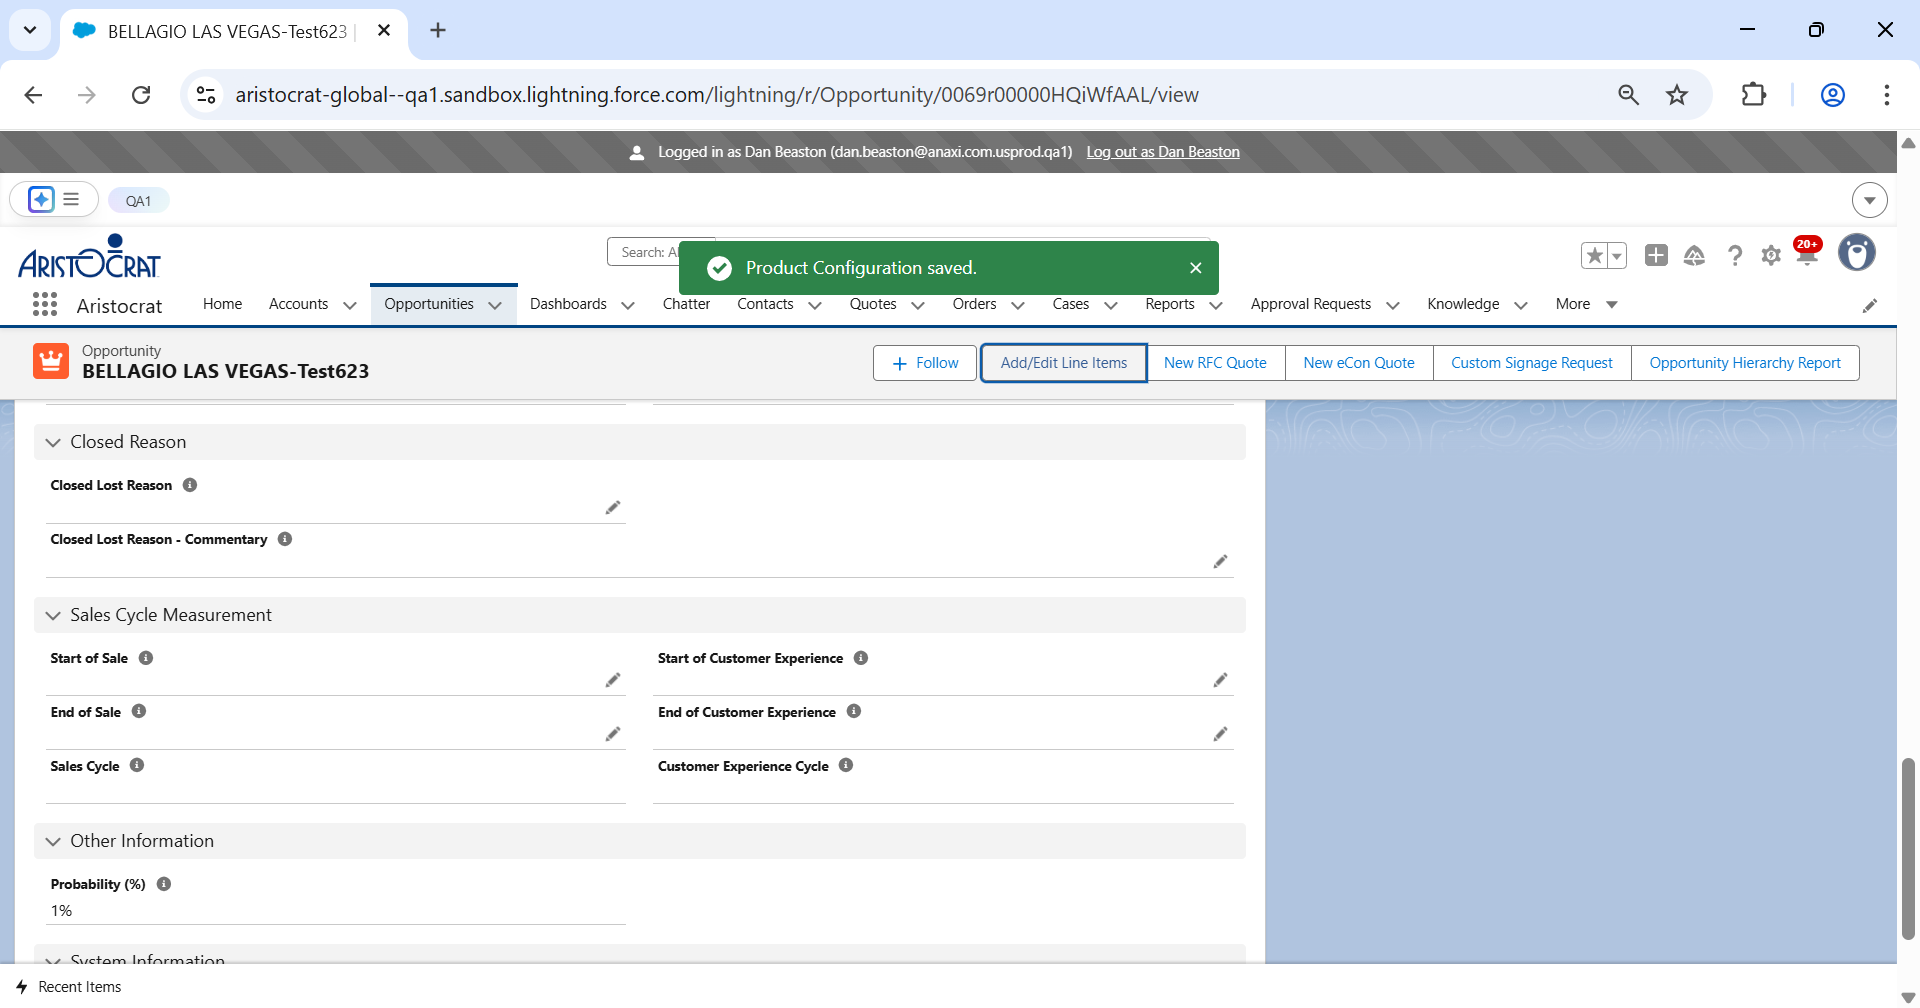 BELLAGIO LAS VEGAS-Test623
aristocrat-global--qa1.sandbox.lightning.force.com/lightning/r/Opportunity/0069r00000HQiWfAAL/view
Logged in as Dan Beaston (dan.beaston@anaxi.com.usprod.qa1) Log out as Dan Beaston
QA1
ARISTOCRAT
Search: Al
Product Configuration saved.
20+
Aristocrat Home Accounts Opportunities Dashboards Chatter Contacts Quotes Orders Cases Reports Approval Requests Knowledge More
Opportunity
BELLAGIO LAS VEGAS-Test623
Follow Add/Edit Line Items New RFC Quote New eCon Quote Custom Signage Request Opportunity Hierarchy Report
Closed Reason
Closed Lost Reason
Closed Lost Reason - Commentary
Sales Cycle Measurement
Start of Sale Start of Customer Experience
End of Sale End of Customer Experience
Sales Cycle Customer Experience Cycle
Other Information
Probability (%)
1%
System Information
Recent Items